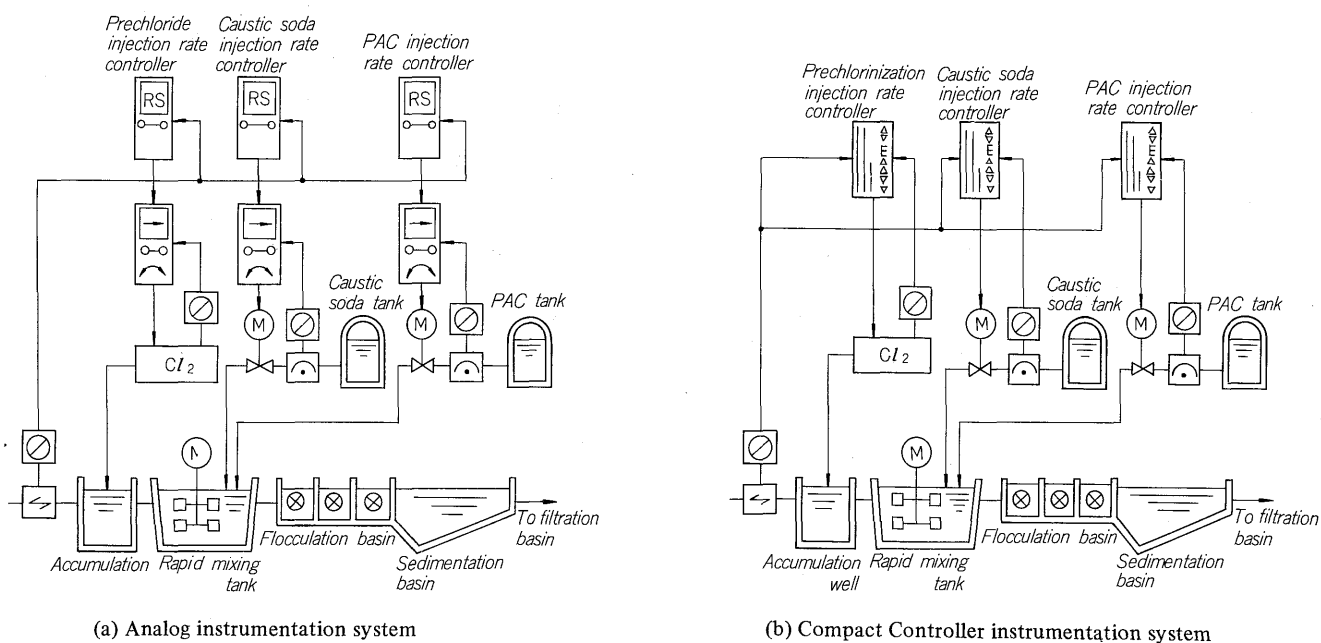 Prechloride
injection rate
controller
Caustic soda
injection rate
controller
PAC injection
rate controller
RS
RS
RS
Caustic
soda tank
PAC tank
M
M
Cl₂
M
Accumulation
Rapid mixing
tank
Flocculation basin
Sedimentation
basin
To filtration
basin
(a) Analog instrumentation system
Prechlorinization
injection rate
controller
Caustic soda
injection rate
controller
PAC injection
rate controller
E
E
E
Caustic
soda tank
PAC tank
M
M
Cl₂
M
Accumulation
well
Rapid mixing
tank
Flocculation basin
Sedimentation
basin
To filtration
basin
(b) Compact Controller instrumentation system